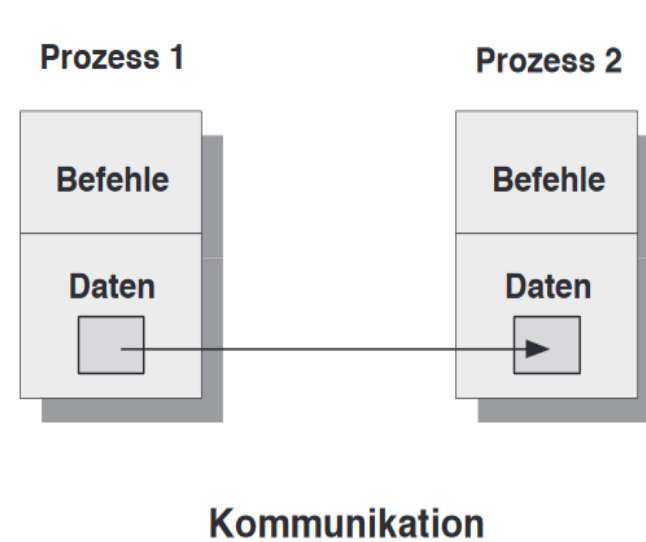 Prozess 1
Prozess 2
Befehle
Befehle
Daten
Daten
Kommunikation